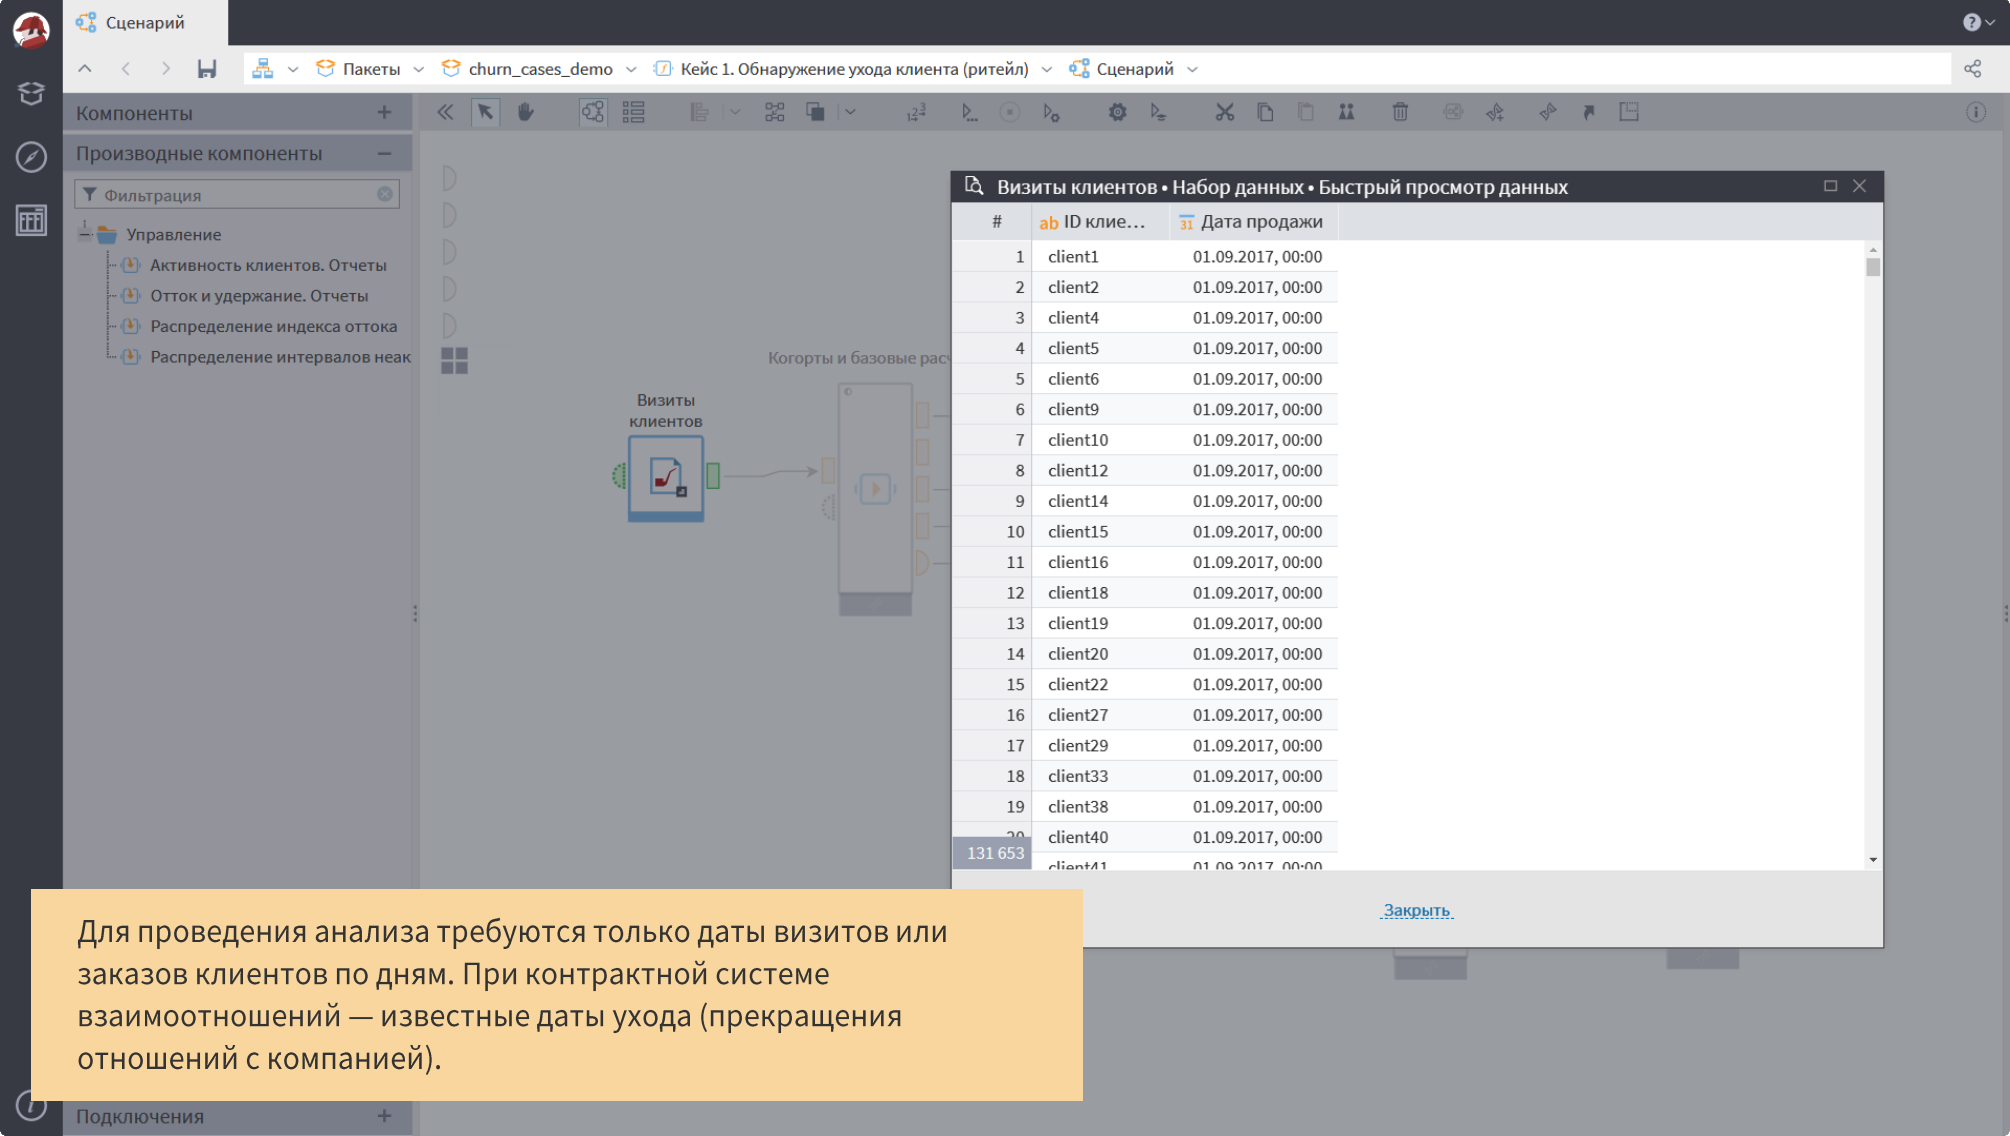 Сценарий
Пакеты
churn_cases_demo
Кейс 1. Обнаружение ухода клиента (ритейл)
Сценарий
Компоненты
Производные компоненты
Фильтрация
Управление
Активность клиентов. Отчеты
Отток и удержание. Отчеты
Распределение индекса оттока
Распределение интервалов неак
Визиты
клиентов
Когорты и базовые рас
Визиты клиентов • Набор данных • Быстрый просмотр данных
# ab ID клие... 31 Дата продажи
1 client1 01.09.2017, 00:00
2 client2 01.09.2017, 00:00
3 client4 01.09.2017, 00:00
4 client5 01.09.2017, 00:00
5 client6 01.09.2017, 00:00
6 client9 01.09.2017, 00:00
7 client10 01.09.2017, 00:00
8 client12 01.09.2017, 00:00
9 client14 01.09.2017, 00:00
10 client15 01.09.2017, 00:00
11 client16 01.09.2017, 00:00
12 client18 01.09.2017, 00:00
13 client19 01.09.2017, 00:00
14 client20 01.09.2017, 00:00
15 client22 01.09.2017, 00:00
16 client27 01.09.2017, 00:00
17 client29 01.09.2017, 00:00
18 client33 01.09.2017, 00:00
19 client38 01.09.2017, 00:00
20 client40 01.09.2017, 00:00
131 653 client41 01.09.2017, 00:00
Закрыть
Для проведения анализа требуются только даты визитов или
заказов клиентов по дням. При контрактной системе
взаимоотношений — известные даты ухода (прекращения
отношений с компанией).
Подключения